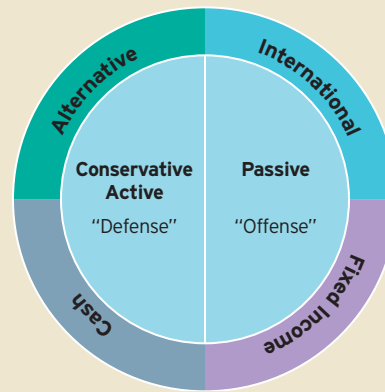 Alternative
International
Conservative
Active
"Defense"
Passive
"Offense"
Cash
Fixed Income